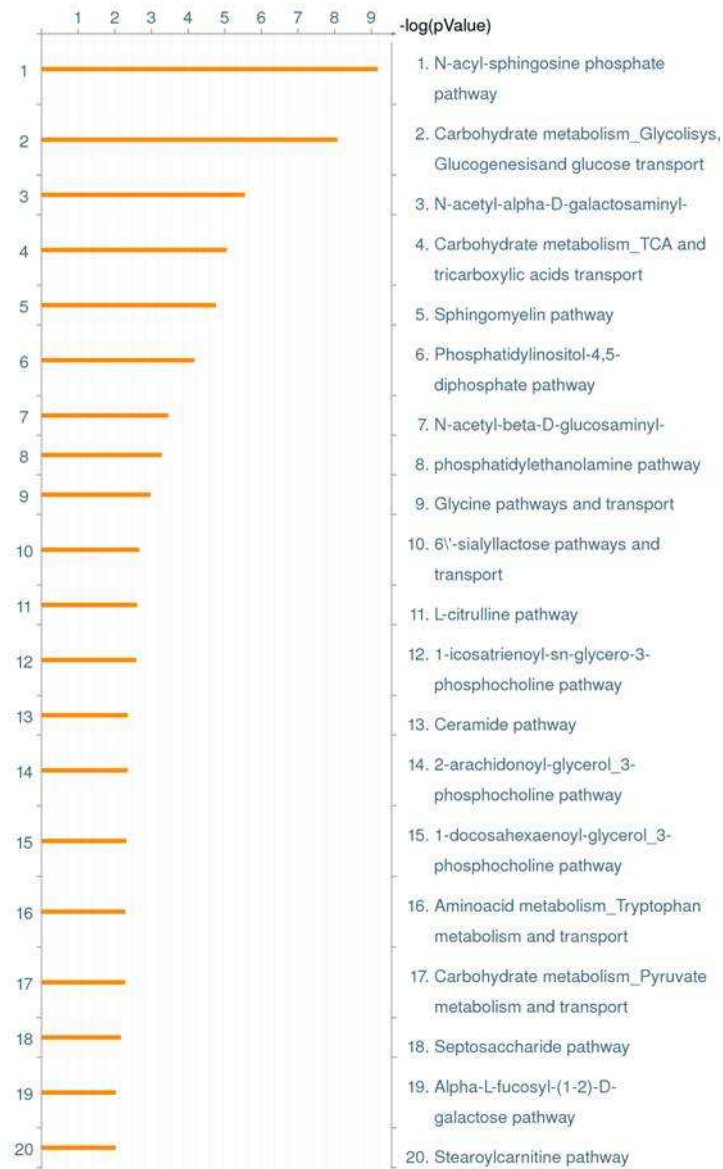 1 2 3 4 5 6 7 8 9 -log(pValue)
1 1. N-acyl-sphingosine phosphate
pathway
2 2. Carbohydrate metabolism_Glycolisys,
Glucogenesisand glucose transport
3 3. N-acetyl-alpha-D-galactosaminyl-
4 4. Carbohydrate metabolism_TCA and
tricarboxylic acids transport
5 5. Sphingomyelin pathway
6 6. Phosphatidylinositol-4,5-
diphosphate pathway
7 7. N-acetyl-beta-D-glucosaminyl-
8 8. phosphatidylethanolamine pathway
9 9. Glycine pathways and transport
10 10. 6\'-sialyllactose pathways and
transport
11 11. L-citrulline pathway
12 12. 1-icosatrienoyl-sn-glycero-3-
phosphocholine pathway
13 13. Ceramide pathway
14 14. 2-arachidonoyl-glycerol_3-
phosphocholine pathway
15 15. 1-docosahexaenoyl-glycerol_3-
phosphocholine pathway
16 16. Aminoacid metabolism_Tryptophan
metabolism and transport
17 17. Carbohydrate metabolism_Pyruvate
metabolism and transport
18 18. Septosaccharide pathway
19 19. Alpha-L-fucosyl-(1-2)-D-
galactose pathway
20 20. Stearoylcarnitine pathway